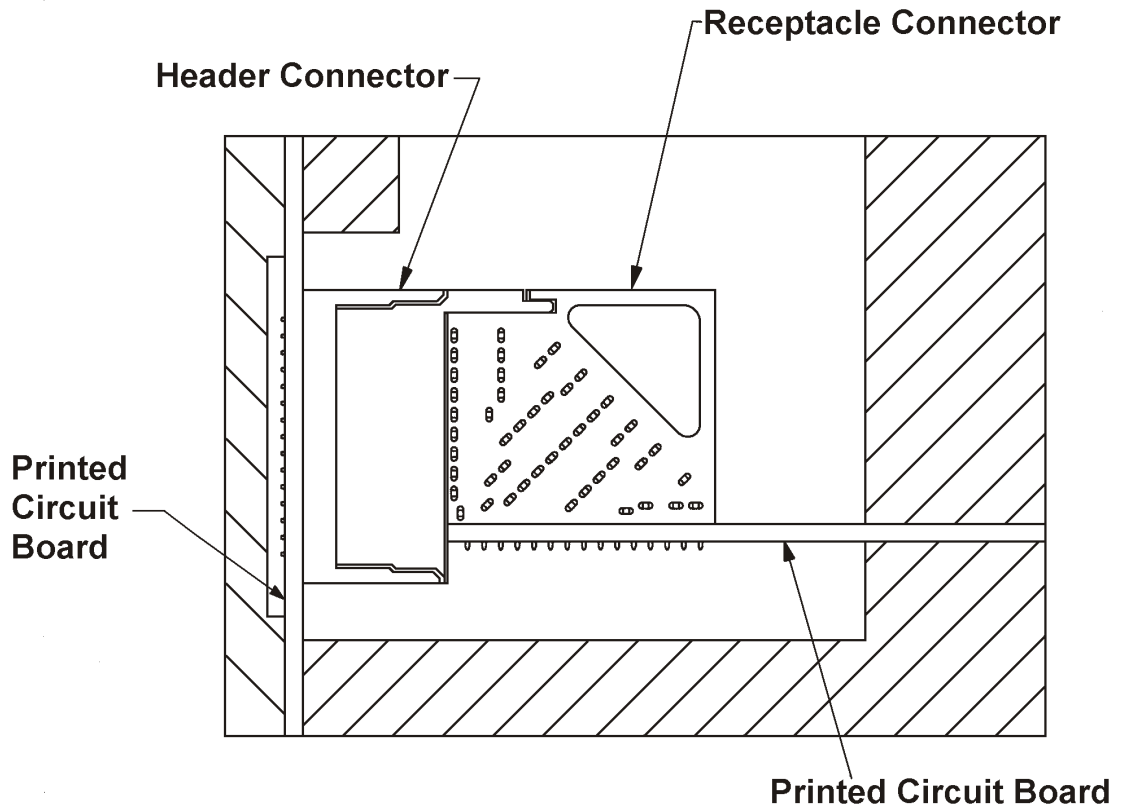 Receptacle Connector
Header Connector
Printed
Circuit
Board
Printed Circuit Board